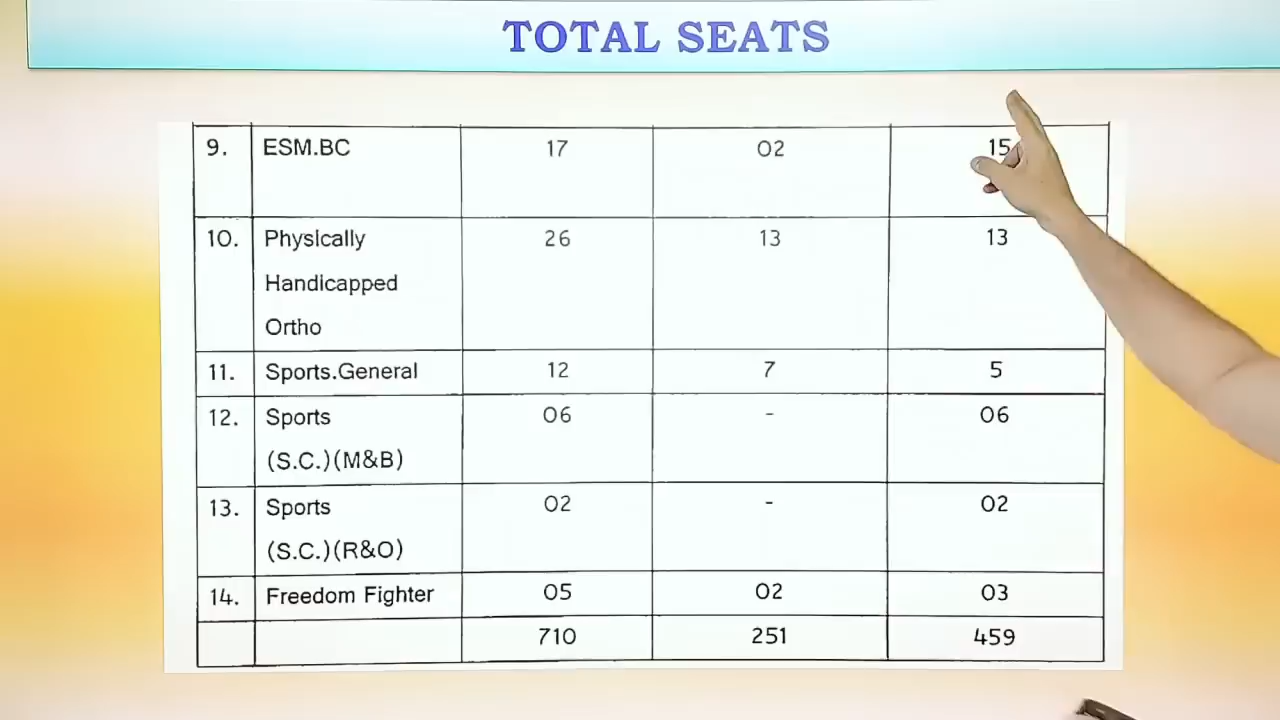 TOTAL SEATS
9. ESM.BC 17 02 15
10. Physically 26 13 13
Handicapped
Ortho
11. Sports.General 12 7 5
12. Sports 06 - 06
(S.C.)(M&B)
13. Sports 02 - 02
(S.C.)(R&O)
14. Freedom Fighter 05 02 03
710 251 459